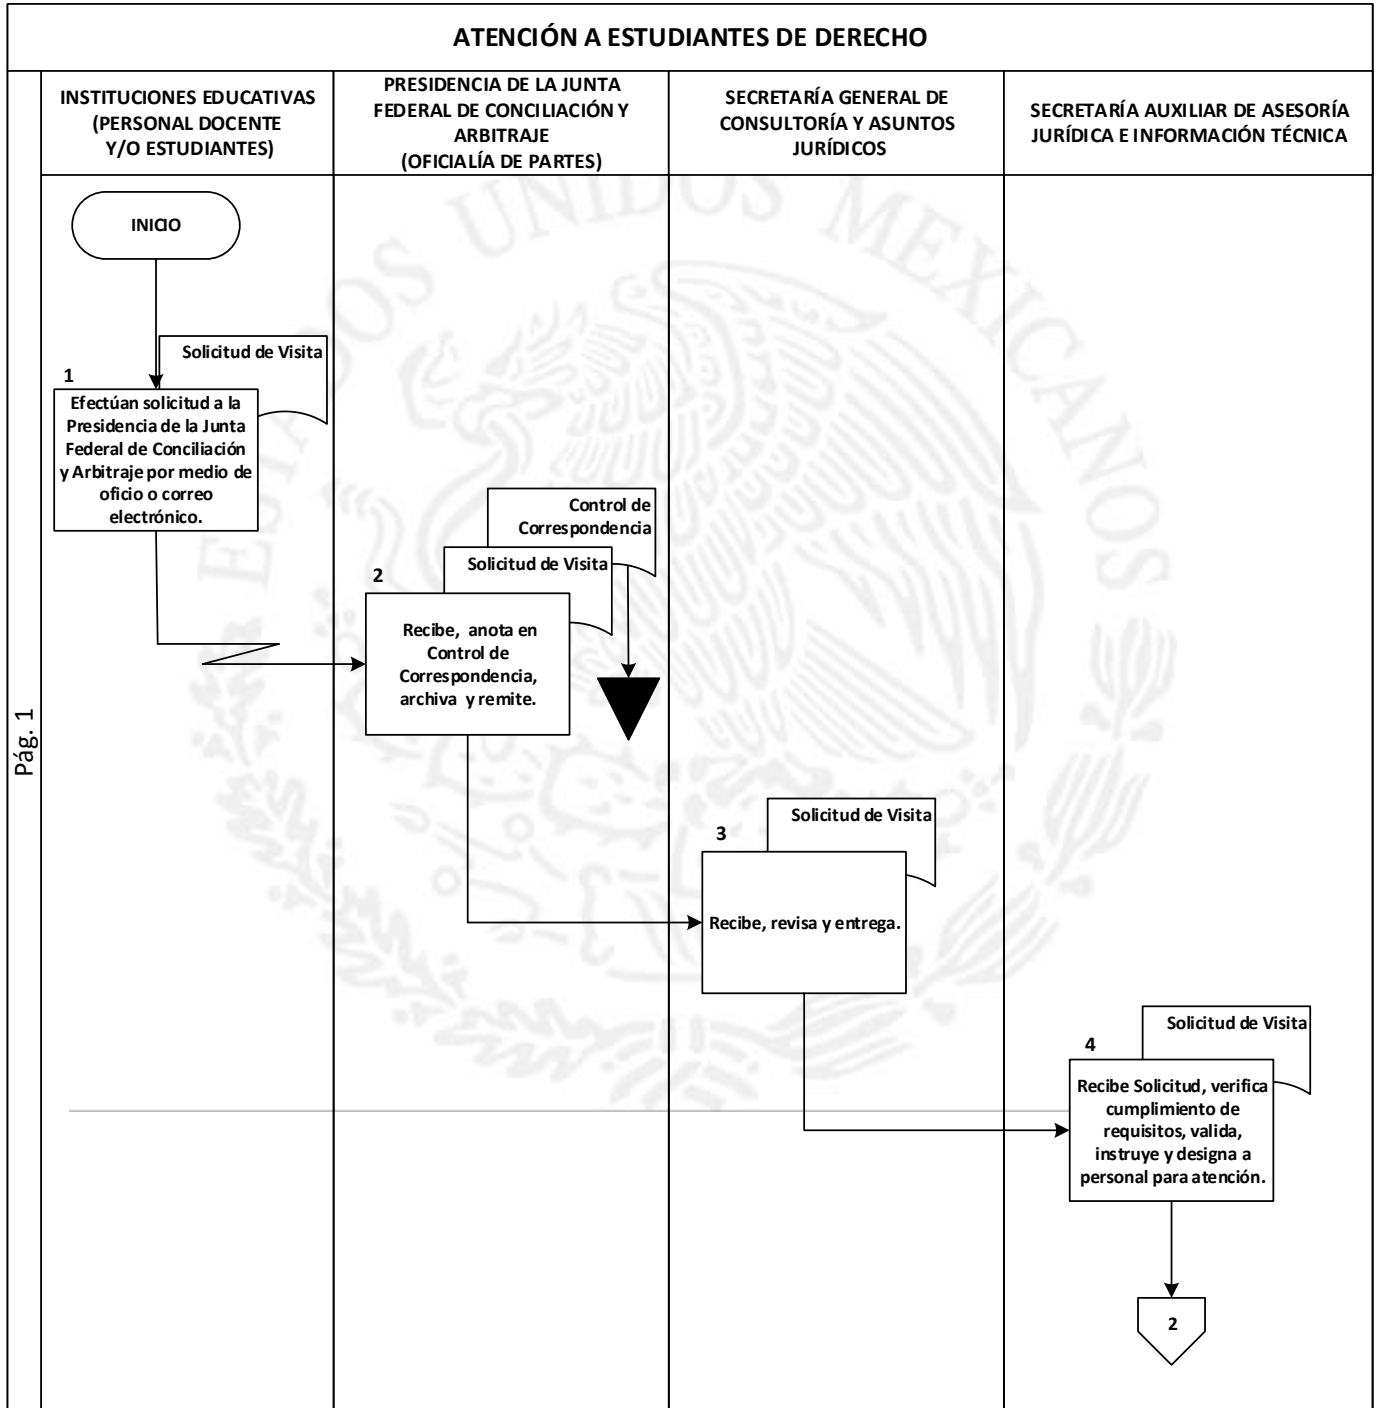 ATENCIÓN A ESTUDIANTES DE DERECHO
INSTITUCIONES EDUCATIVAS
(PERSONAL DOCENTE
Y/O ESTUDIANTES)
PRESIDENCIA DE LA JUNTA
FEDERAL DE CONCILIACIÓN Y
ARBITRAJE
(OFICIALÍA DE PARTES)
SECRETARÍA GENERAL DE
CONSULTORÍA Y ASUNTOS
JURÍDICOS
SECRETARÍA AUXILIAR DE ASESORÍA
JURÍDICA E INFORMACIÓN TÉCNICA
Pág. 1
ESTADOS UNIDOS MEXICANOS
INICIO
Solicitud de Visita
1
Efectúan solicitud a la
Presidencia de la Junta
Federal de Conciliación
y Arbitraje por medio de
oficio o correo
electrónico.
Control de
Correspondencia
Solicitud de Visita
2
Recibe, anota en
Control de
Correspondencia,
archiva y remite.
Solicitud de Visita
3
Recibe, revisa y entrega.
Solicitud de Visita
4
Recibe Solicitud, verifica
cumplimiento de
requisitos, valida,
instruye y designa a
personal para atención.
2